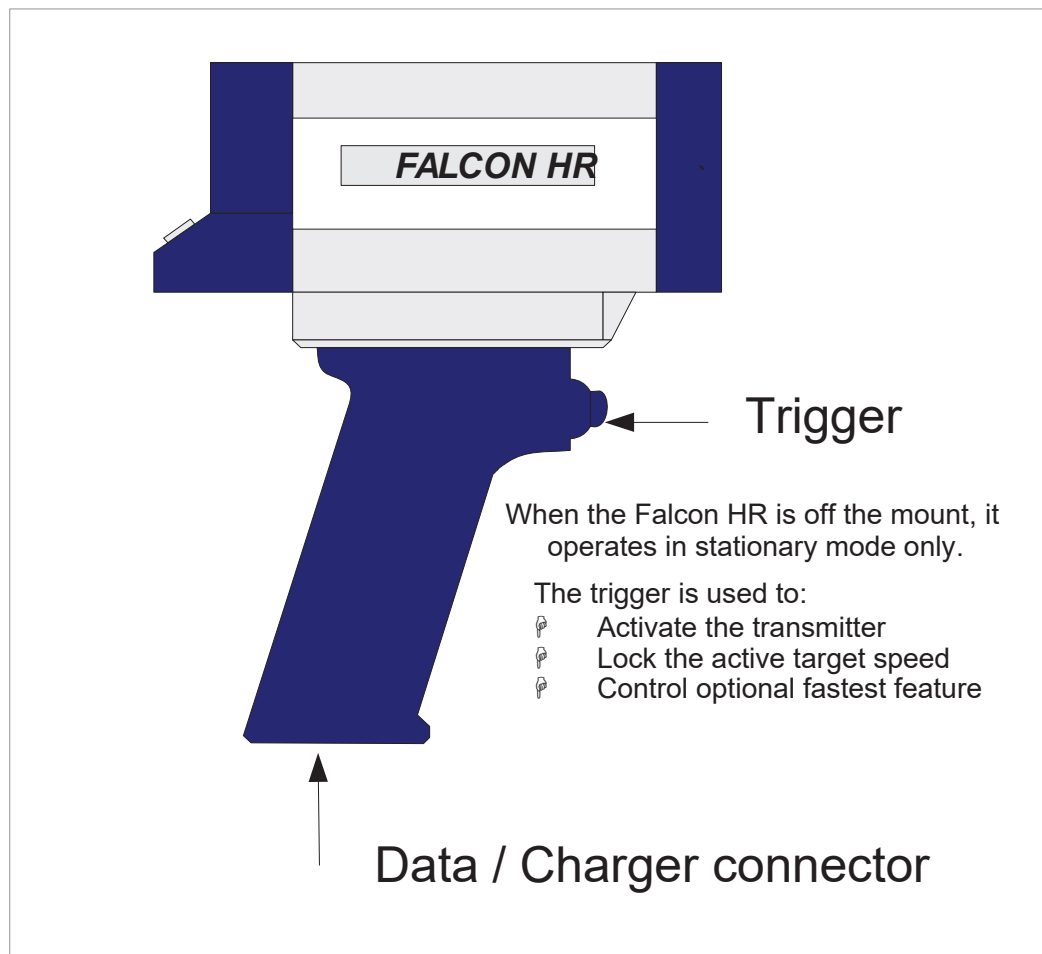 FALCON HR
Trigger
When the Falcon HR is off the mount, it
operates in stationary mode only.
The trigger is used to:
Activate the transmitter
Lock the active target speed
Control optional fastest feature
Data / Charger connector